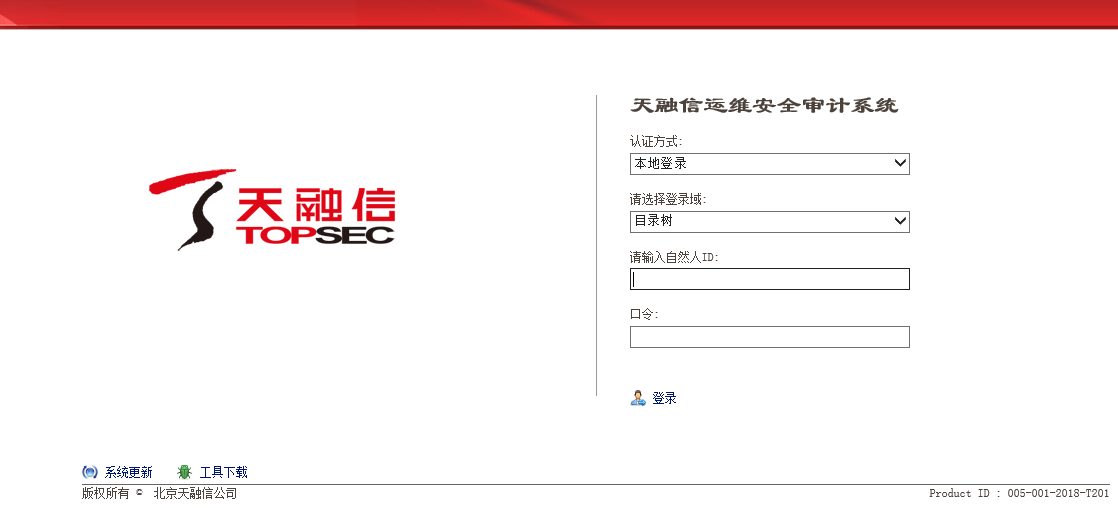 天融信
TOPSEC
天融信运维安全审计系统
认证方式:
本地登录
请选择登录域:
目录树
请输入自然人ID:
口令:
登录
系统更新 工具下载
版权所有 © 北京天融信公司
Product ID : 005-001-2018-T201